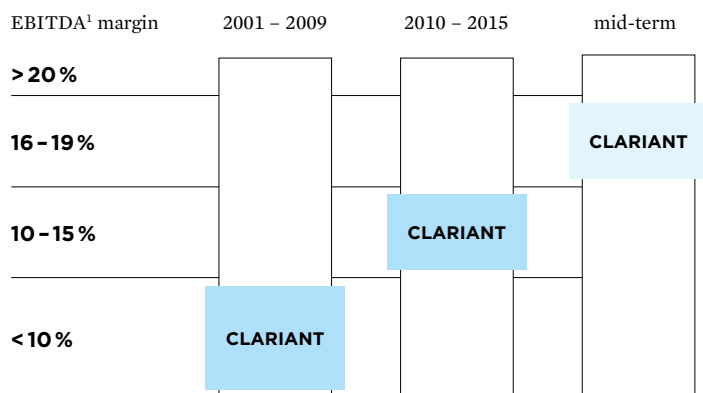 EBITDA¹ margin 2001 – 2009 2010 – 2015 mid-term
> 20 %
16 – 19 % CLARIANT
10 – 15 % CLARIANT
< 10 % CLARIANT